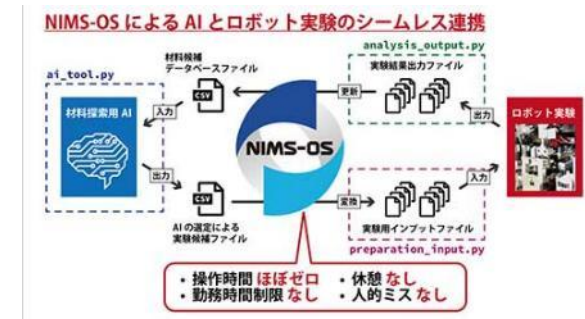 NIMS-OS による AI とロボット実験のシームレス連携
ai_tool.py
材料探索用 AI
入力
出力
材料候補
データベースファイル
CSV
CSV
AI の選定による
実験候補ファイル
NIMS-OS
更新
変換
analysis_output.py
実験結果出力ファイル
実験用インプットファイル
preparation_input.py
出力
入力
ロボット実験
・操作時間 ほぼゼロ ・休憩 なし
・勤務時間制限 なし ・人的ミス なし